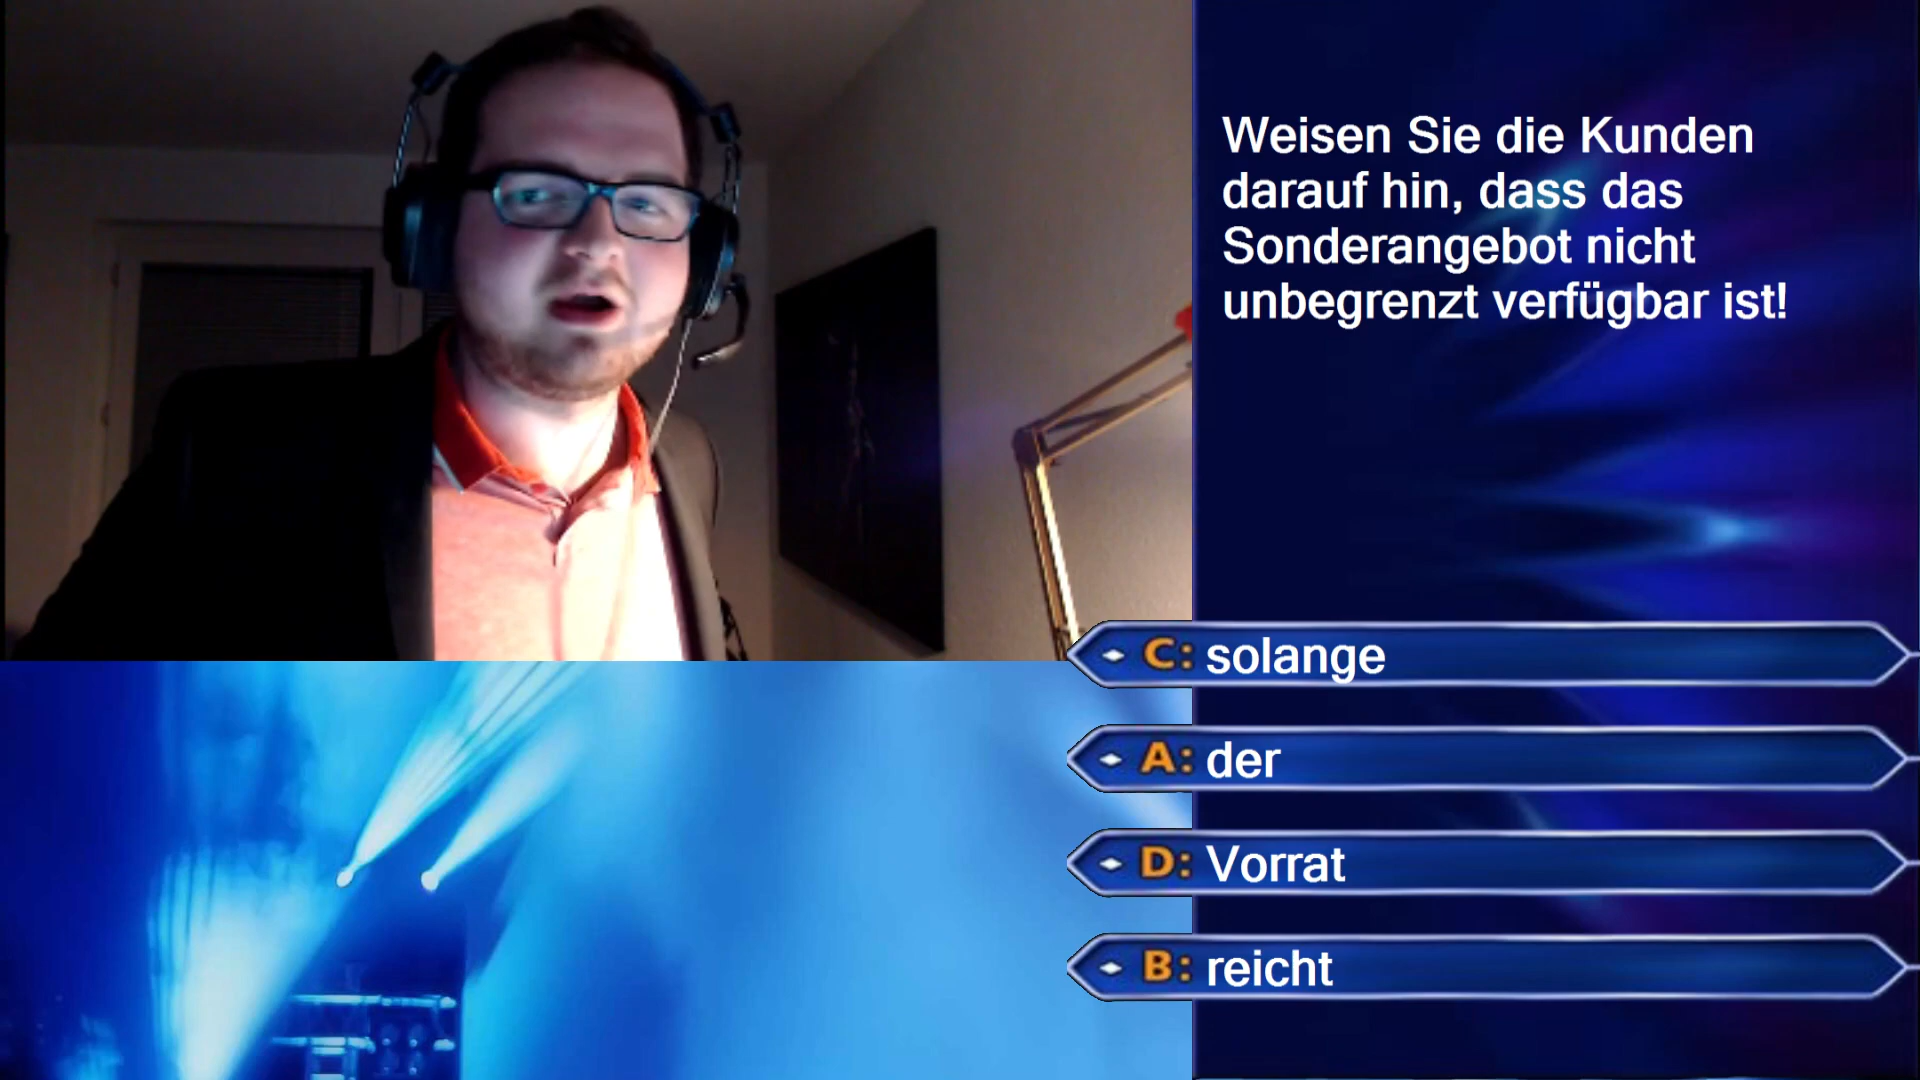 Weisen Sie die Kunden
darauf hin, dass das
Sonderangebot nicht
unbegrenzt verfügbar ist!
C: solange
A: der
D: Vorrat
B: reicht